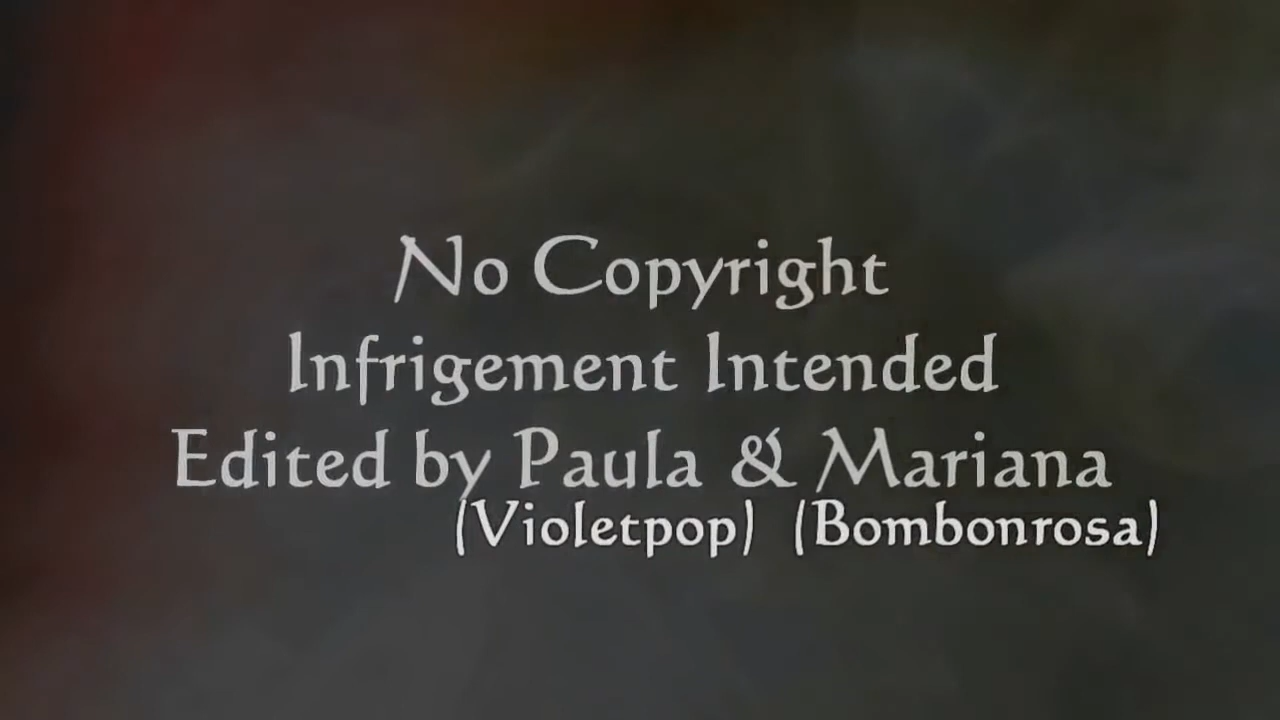 No Copyright
Infrigement Intended
Edited by Paula & Mariana
(Violetpop) (Bombonrosa)